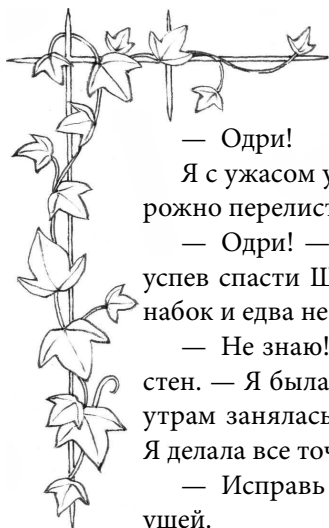 — Одри!
Я с ужасом у
рожно перелист
— Одри! —
успев спасти Ш
набок и едва не
— Не знаю!
стен. — Я была
утрам занялась
Я делала все точ
— Исправь
ушей.